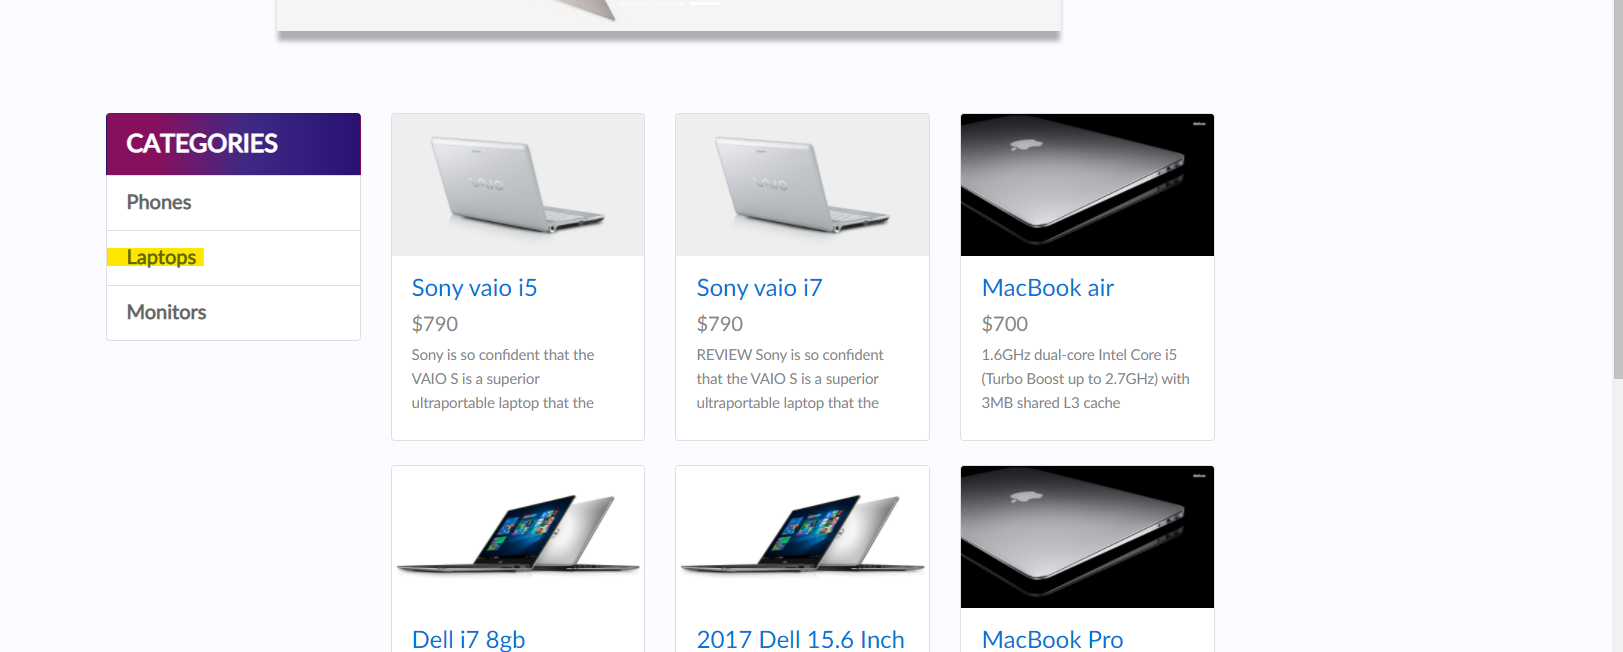 CATEGORIES
Phones
Laptops
Monitors
VAIO
Sony vaio i5
$790
Sony is so confident that the
VAIO S is a superior
ultraportable laptop that the
VAIO
Sony vaio i7
$790
REVIEW Sony is so confident
that the VAIO S is a superior
ultraportable laptop that the
MacBook air
$700
1.6GHz dual-core Intel Core i5
(Turbo Boost up to 2.7GHz) with
3MB shared L3 cache
Dell i7 8gb
2017 Dell 15.6 Inch
MacBook Pro